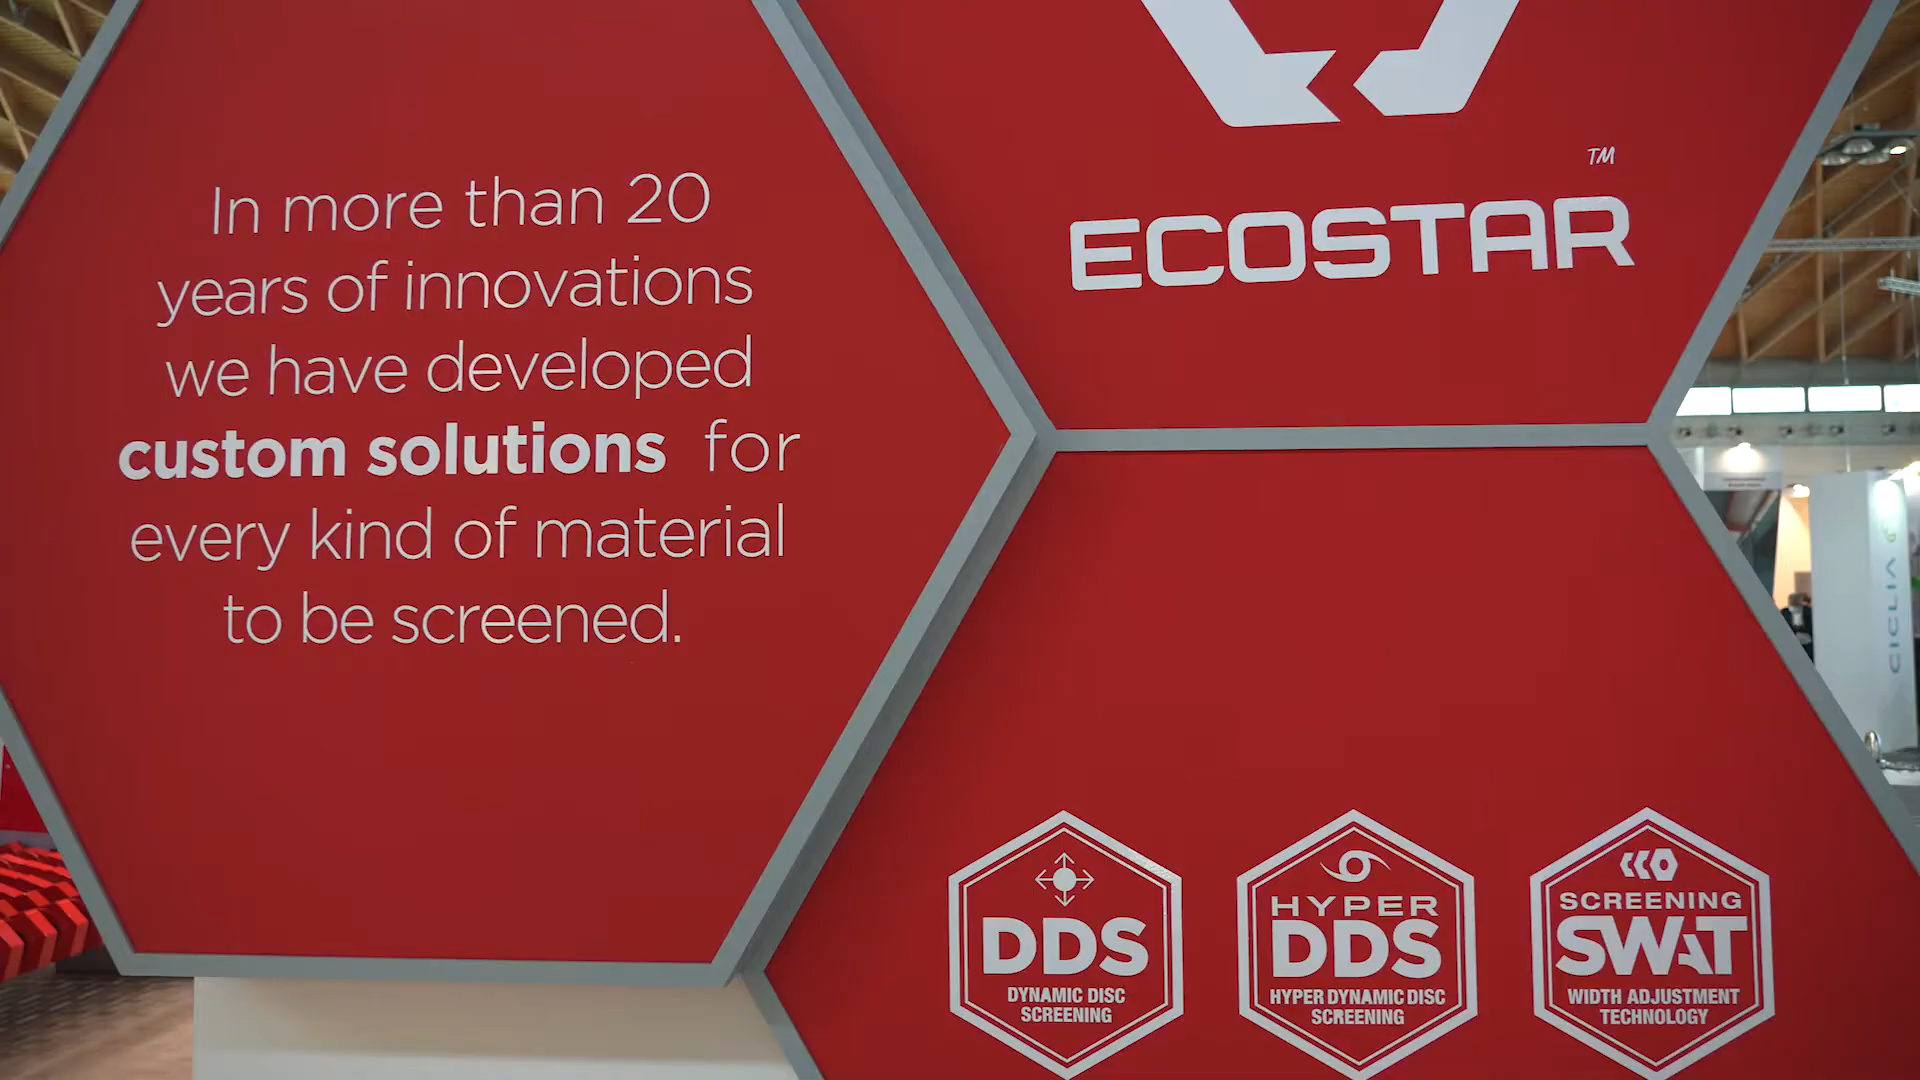 In more than 20
years of innovations
we have developed
custom solutions for
every kind of material
to be screened.
TM
ECOSTAR
DDS
DYNAMIC DISC
SCREENING
HYPER
DDS
HYPER DYNAMIC DISC
SCREENING
SCREENING
SWAT
WIDTH ADJUSTMENT
TECHNOLOGY
CICLIA